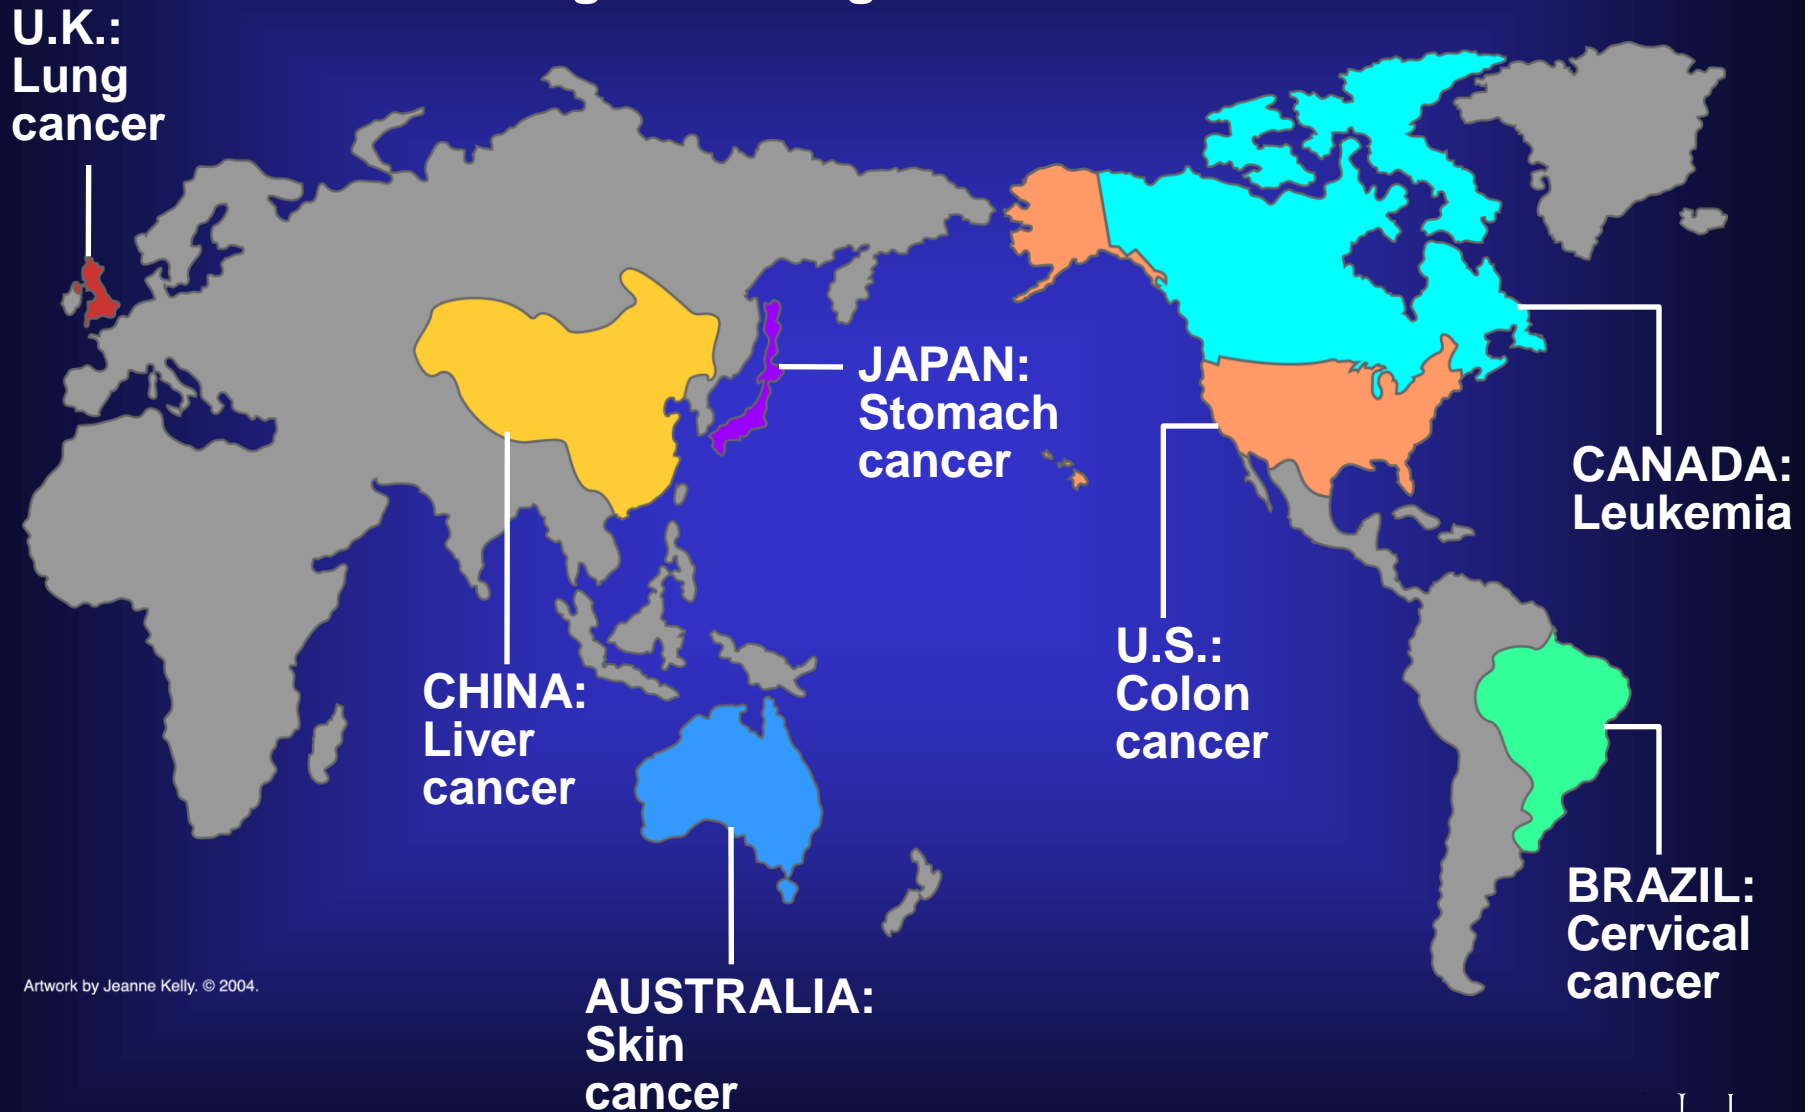 U.K.:
Lung
cancer
JAPAN:
Stomach
cancer
CANADA:
Leukemia
CHINA:
Liver
cancer
U.S.:
Colon
cancer
BRAZIL:
Cervical
cancer
Artwork by Jeanne Kelly. © 2004.
AUSTRALIA:
Skin
cancer